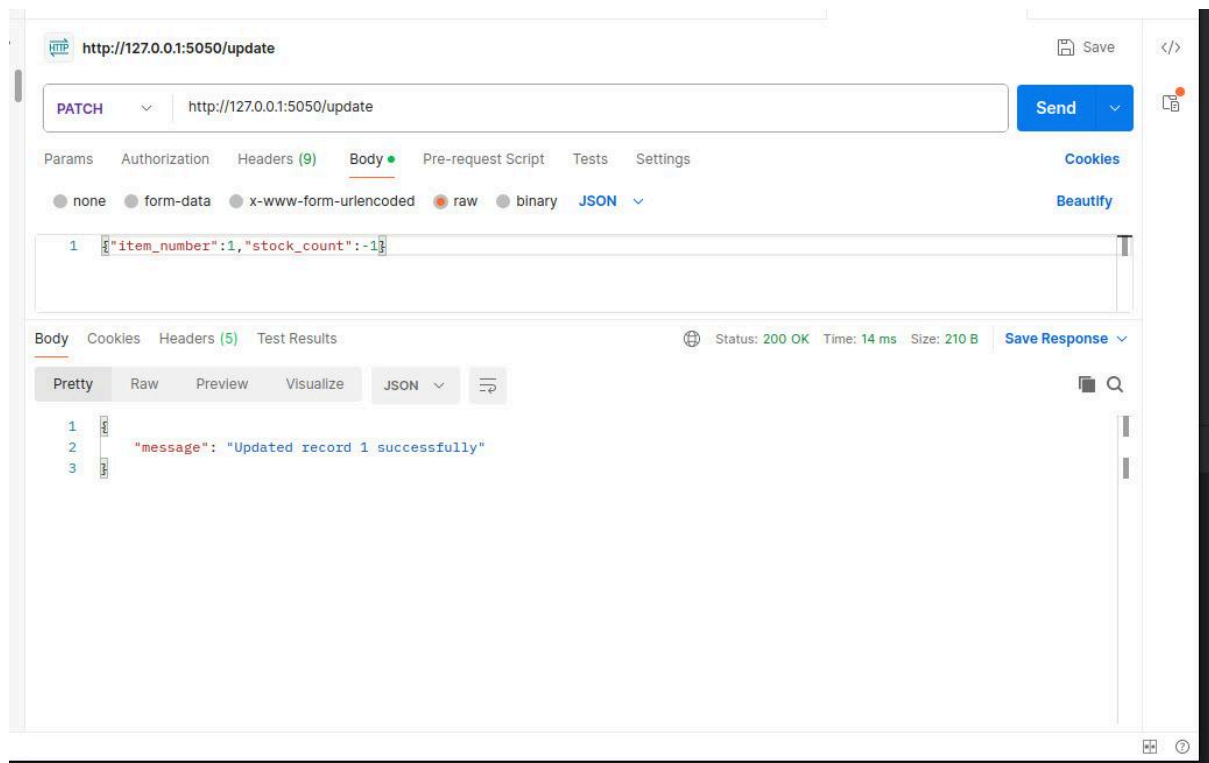 HTTP http://127.0.0.1:5050/update Save </>
PATCH http://127.0.0.1:5050/update Send
Params Authorization Headers (9) Body Pre-request Script Tests Settings Cookies
none form-data x-www-form-urlencoded raw binary JSON Beautify
1 {"item_number":1,"stock_count":-1}
Body Cookies Headers (5) Test Results Status: 200 OK Time: 14 ms Size: 210 B Save Response
Pretty Raw Preview Visualize JSON
1 {
2 "message": "Updated record 1 successfully"
3 }